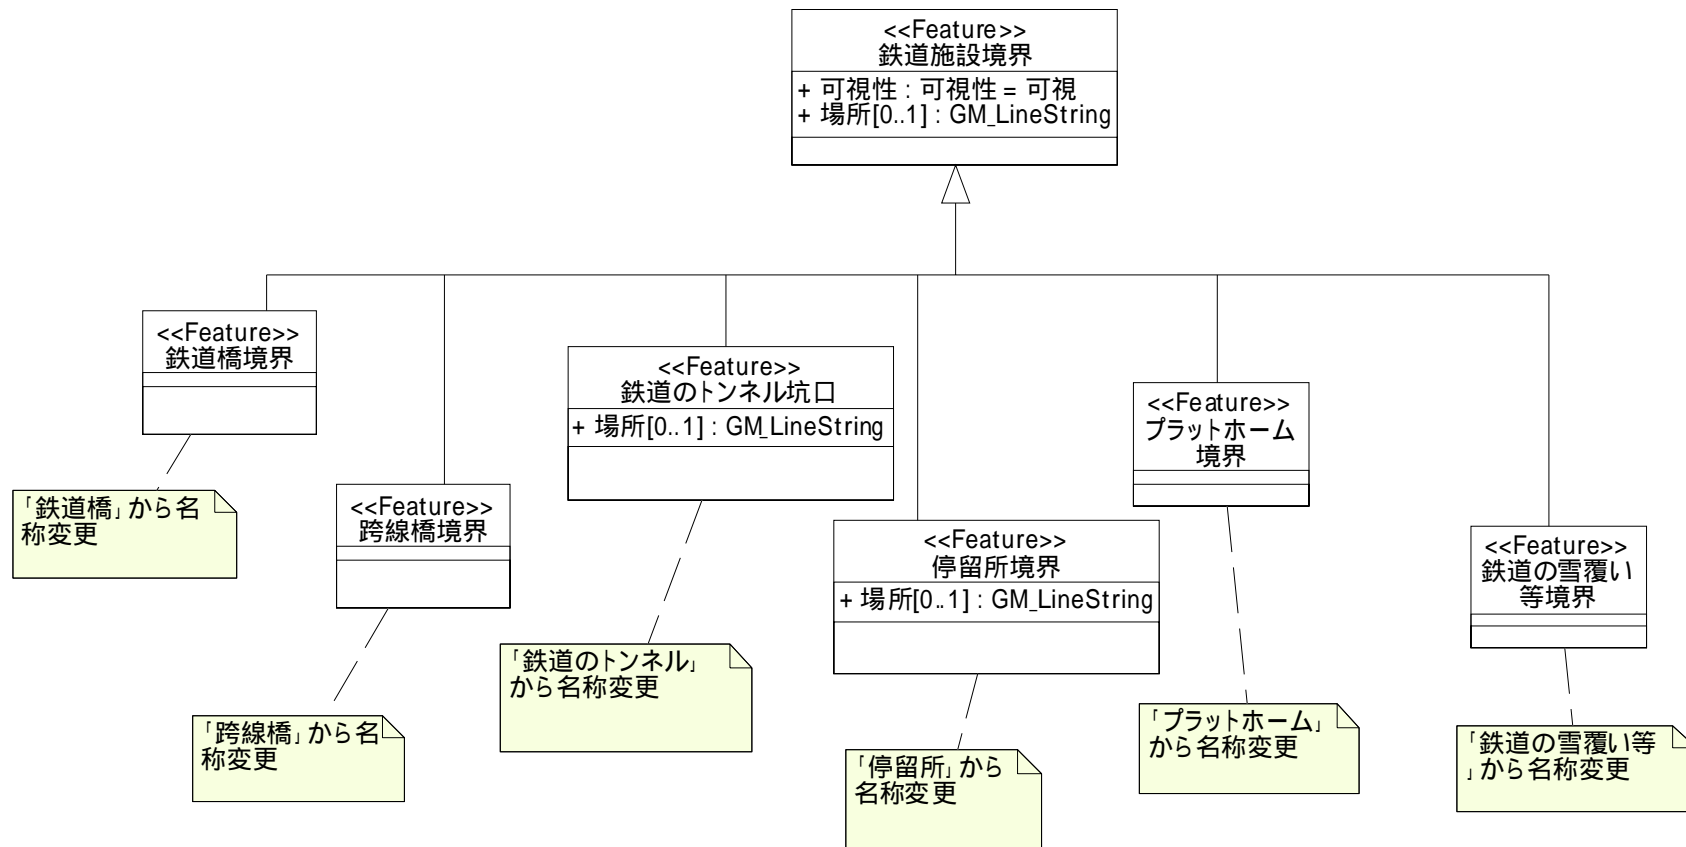 <<Feature>>
鉄道施設境界
+ 可視性 : 可視性 = 可視
+ 場所[0..1] : GM_LineString
<<Feature>>
鉄道橋境界
「鉄道橋」から名
称変更
<<Feature>>
跨線橋境界
「跨線橋」から名
称変更
<<Feature>>
鉄道のトンネル坑口
+ 場所[0..1] : GM_LineString
「鉄道のトンネル」
から名称変更
<<Feature>>
停留所境界
+ 場所[0..1] : GM_LineString
「停留所」から
名称変更
<<Feature>>
プラットホーム
境界
「プラットホーム」
から名称変更
<<Feature>>
鉄道の雪覆い
等境界
「鉄道の雪覆い等
」から名称変更